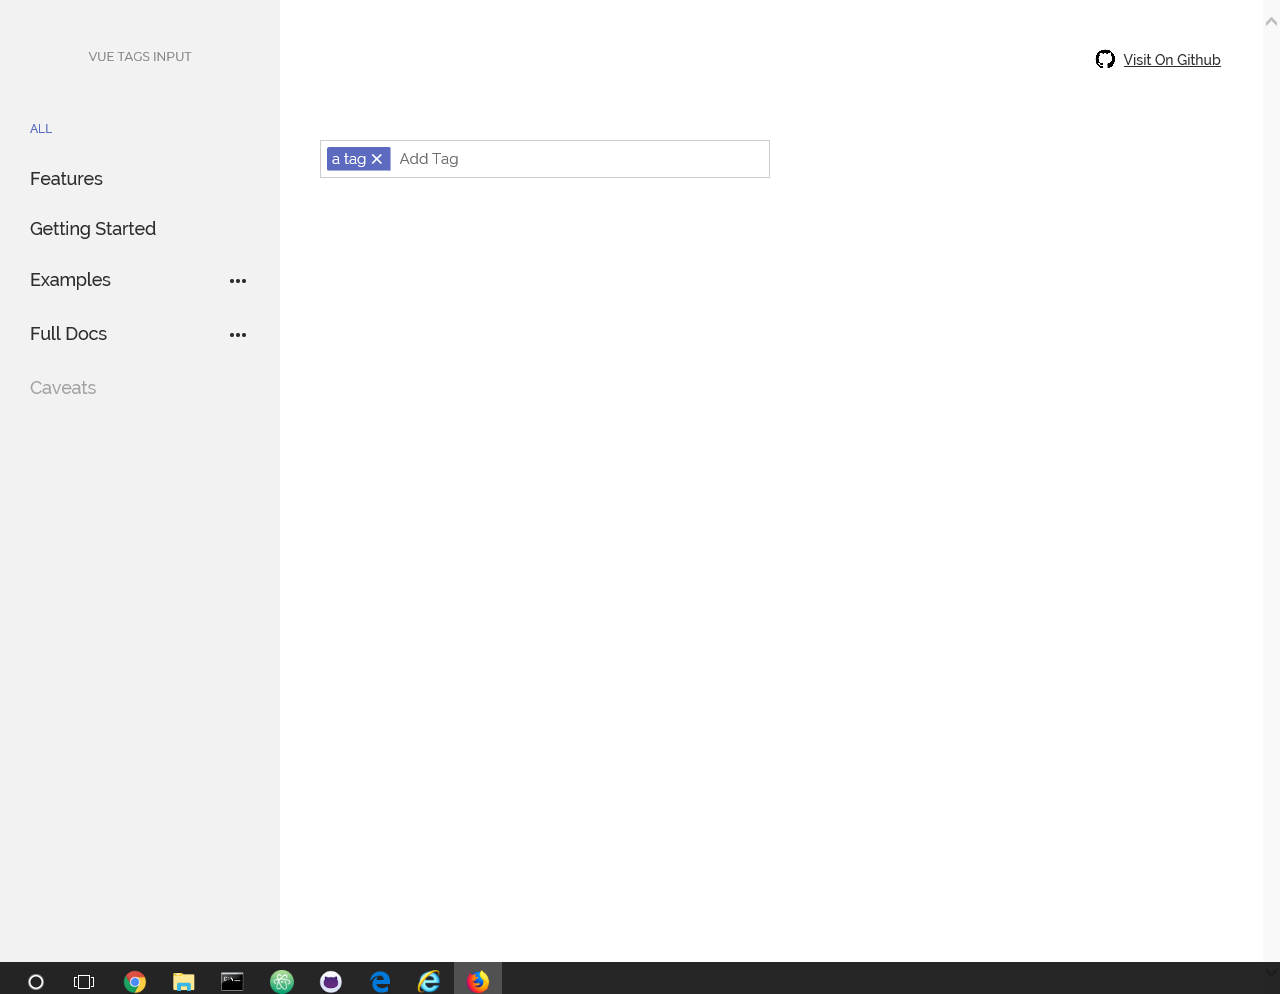 VUE TAGS INPUT
Visit On Github
ALL
a tag
Add Tag
Features
Getting Started
Examples
Full Docs
Caveats